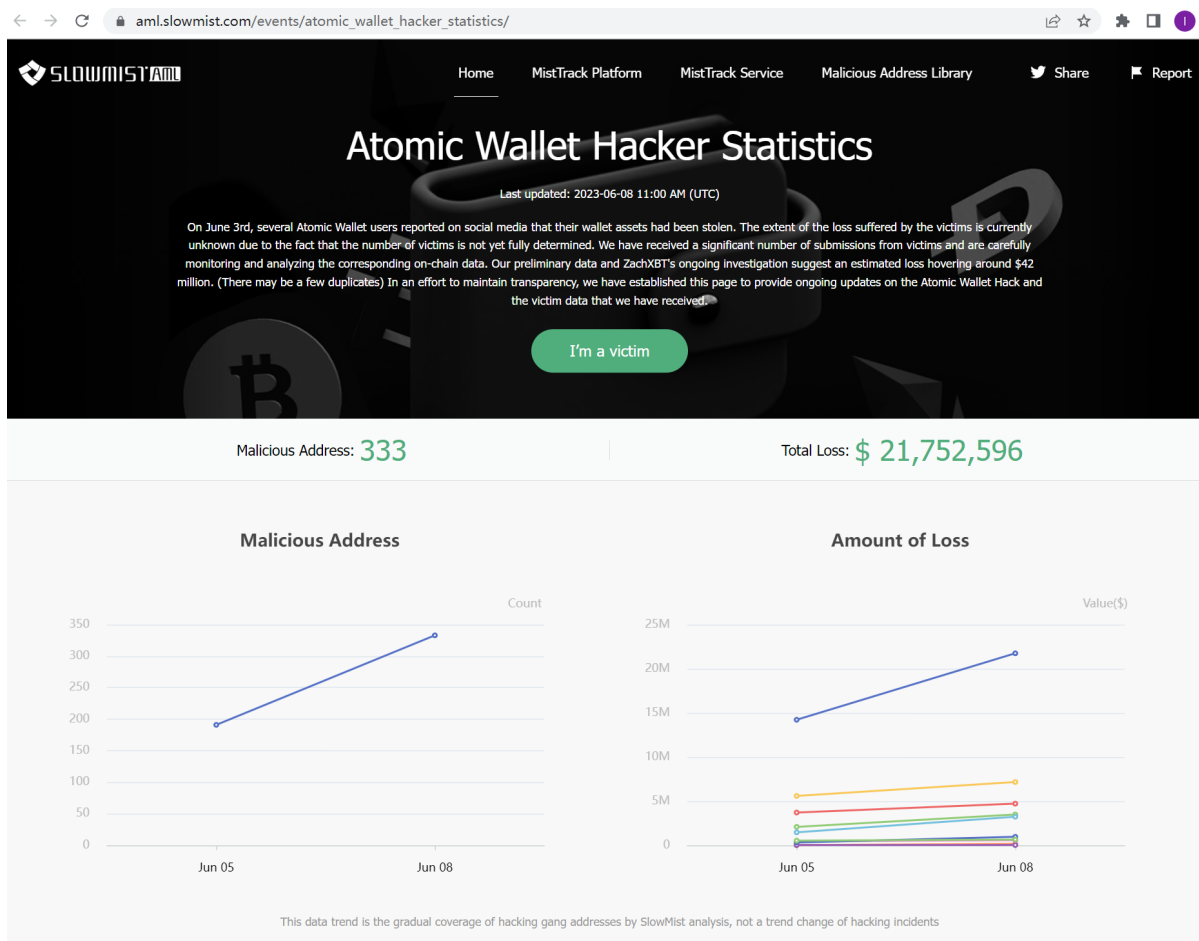 aml.slowmist.com/events/atomic_wallet_hacker_statistics/
I
SLOWMIST AML
Home
MistTrack Platform
MistTrack Service
Malicious Address Library
Share
Report
Atomic Wallet Hacker Statistics
Last updated: 2023-06-08 11:00 AM (UTC)
On June 3rd, several Atomic Wallet users reported on social media that their wallet assets had been stolen. The extent of the loss suffered by the victims is currently
unknown due to the fact that the number of victims is not yet fully determined. We have received a significant number of submissions from victims and are carefully
monitoring and analyzing the corresponding on-chain data. Our preliminary data and ZachXBT's ongoing investigation suggest an estimated loss hovering around $42
million. (There may be a few duplicates) In an effort to maintain transparency, we have established this page to provide ongoing updates on the Atomic Wallet Hack and
the victim data that we have received.
I'm a victim
Malicious Address: 333
Total Loss: $ 21,752,596
Malicious Address
Count
350
300
250
200
150
100
50
0
Jun 05
Jun 08
Amount of Loss
Value($)
25M
20M
15M
10M
5M
0
Jun 05
Jun 08
This data trend is the gradual coverage of hacking gang addresses by SlowMist analysis, not a trend change of hacking incidents